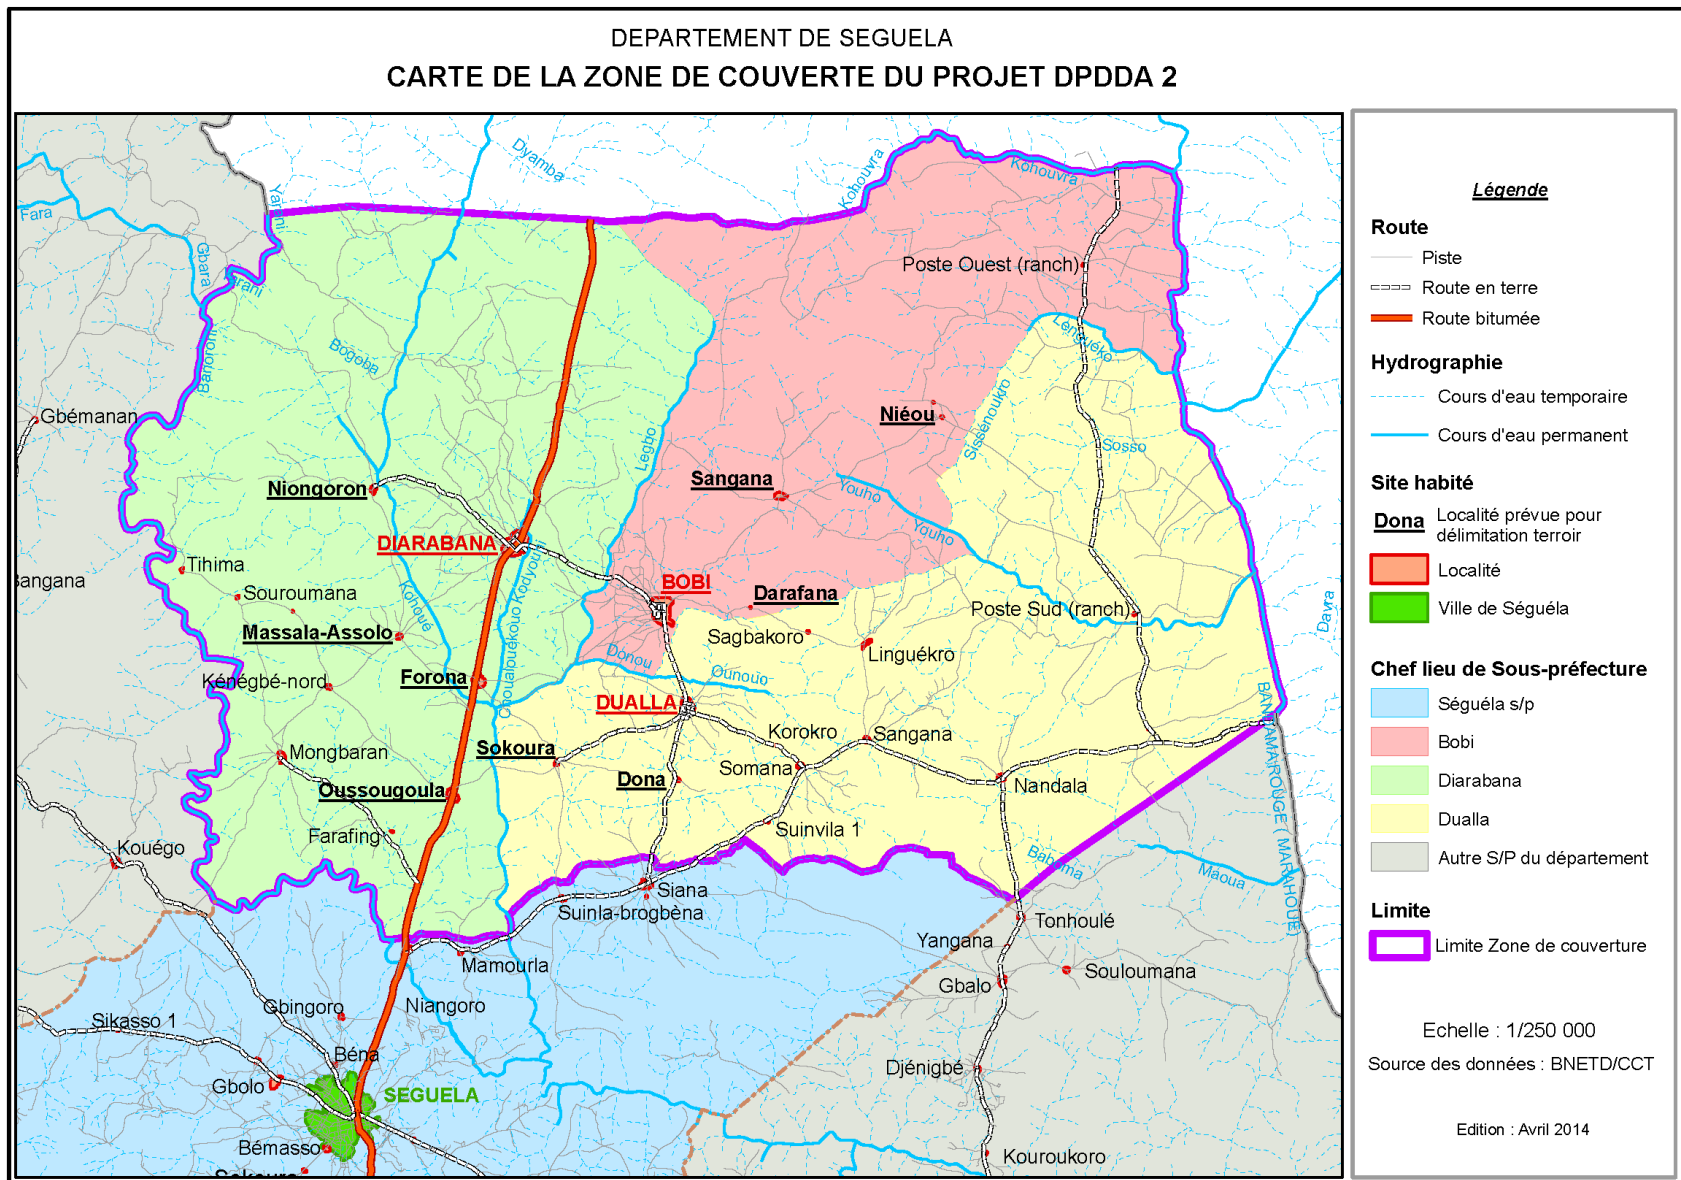 DEPARTEMENT DE SEGUELA
CARTE DE LA ZONE DE COUVERTE DU PROJET DPDDA 2
Dyamba
Kohouvra
Kohouvra
Fara
Yarani
Gbara
Yarani
Poste Ouest (ranch)
Lenguéko
Banoroni
Bogoba
Gbémanan
Niéou
Sissénoukro
Legbo
Sosso
Niongoron
Sangana
Youho
Youho
DIARABANA
Tihima
Bangana
BOBI
Souroumana
Darafana
Kohoué
Poste Sud (ranch)
Davra
Massala-Assolo
Sagbakoro
Linguékro
Donou
Kénégbé-nord
Forona
Ounouo
DUALLA
Korokro
Sangana
Mongbaran
Sokoura
Somana
Dona
Nandala
Oussougoula
Farafing
Suinvila 1
Kouégo
Bahama
Maoua
Siana
Suinla-brogbèna
Tonhoulé
Yangana
Mamourla
Souloumana
Gbalo
Niangoro
Gbingoro
Sikasso 1
Béna
Gbolo
SEGUELA
Djénigbé
Bémasso
Kouroukoro
Sokoura
Légende
Route
Piste
Route en terre
Route bitumée
Hydrographie
Cours d'eau temporaire
Cours d'eau permanent
Site habité
Dona
Localité prévue pour
délimitation terroir
Localité
Ville de Séguéla
Chef lieu de Sous-préfecture
Séguéla s/p
Bobi
Diarabana
Dualla
Autre S/P du département
Limite
Limite Zone de couverture
Echelle : 1/250 000
Source des données : BNETD/CCT
Edition : Avril 2014